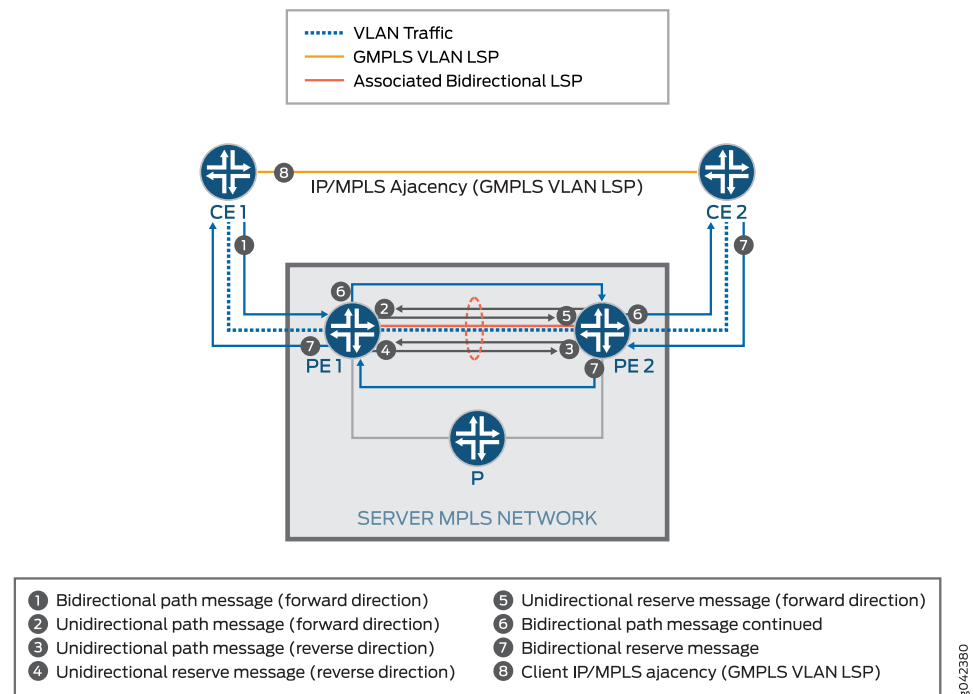 VLAN Traffic
GMPLS VLAN LSP
Associated Bidirectional LSP
8
IP/MPLS Ajacency (GMPLS VLAN LSP)
CE 1
CE 2
1
7
6
2
5
6
7
4
3
PE 1
PE 2
7
P
SERVER MPLS NETWORK
1 Bidirectional path message (forward direction)
2 Unidirectional path message (forward direction)
3 Unidirectional path message (reverse direction)
4 Unidirectional reserve message (reverse direction)
5 Unidirectional reserve message (forward direction)
6 Bidirectional path message continued
7 Bidirectional reserve message
8 Client IP/MPLS ajacency (GMPLS VLAN LSP)